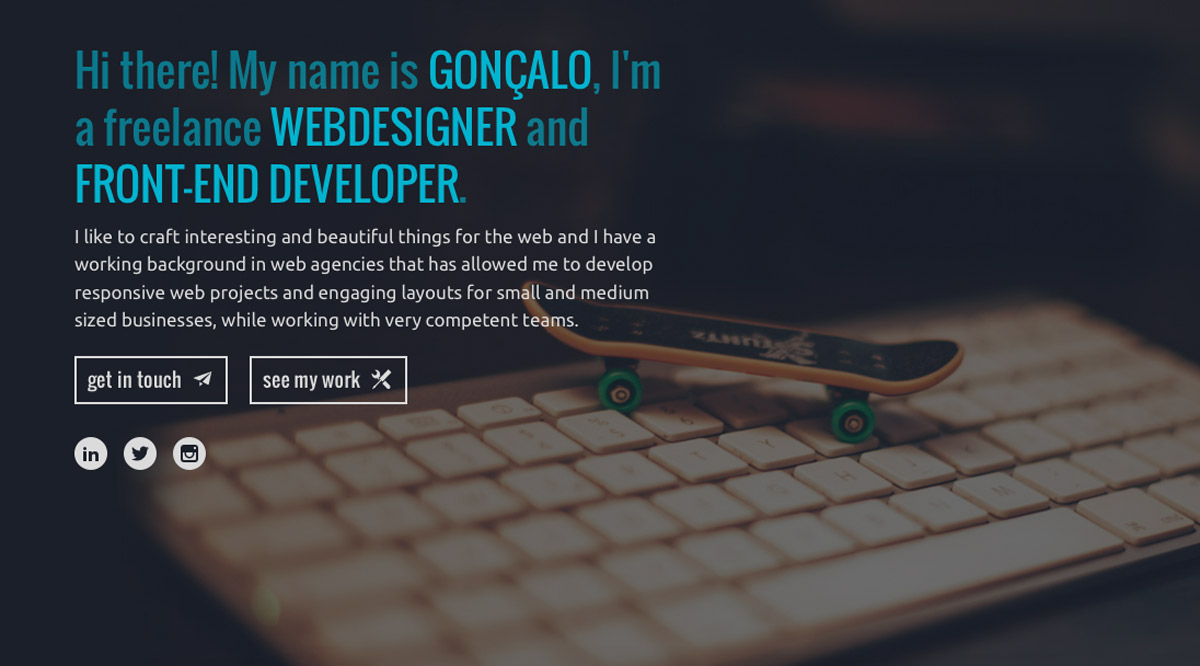 Hi there! My name is GONÇALO, I'm
a freelance WEBDESIGNER and
FRONT-END DEVELOPER.
I like to craft interesting and beautiful things for the web and I have a
working background in web agencies that has allowed me to develop
responsive web projects and engaging layouts for small and medium
sized businesses, while working with very competent teams.
get in touch
see my work
in